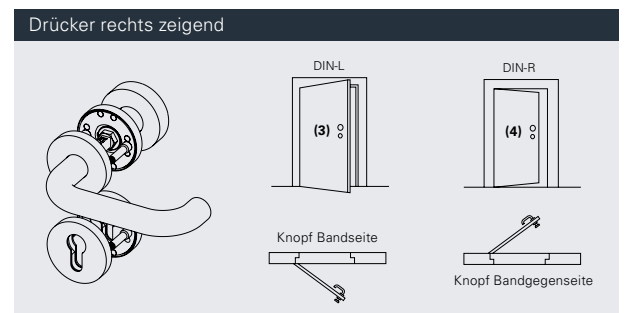 Drücker rechts zeigend
DIN-L
DIN-R
(3)
(4)
Knopf Bandseite
Knopf Bandgegenseite